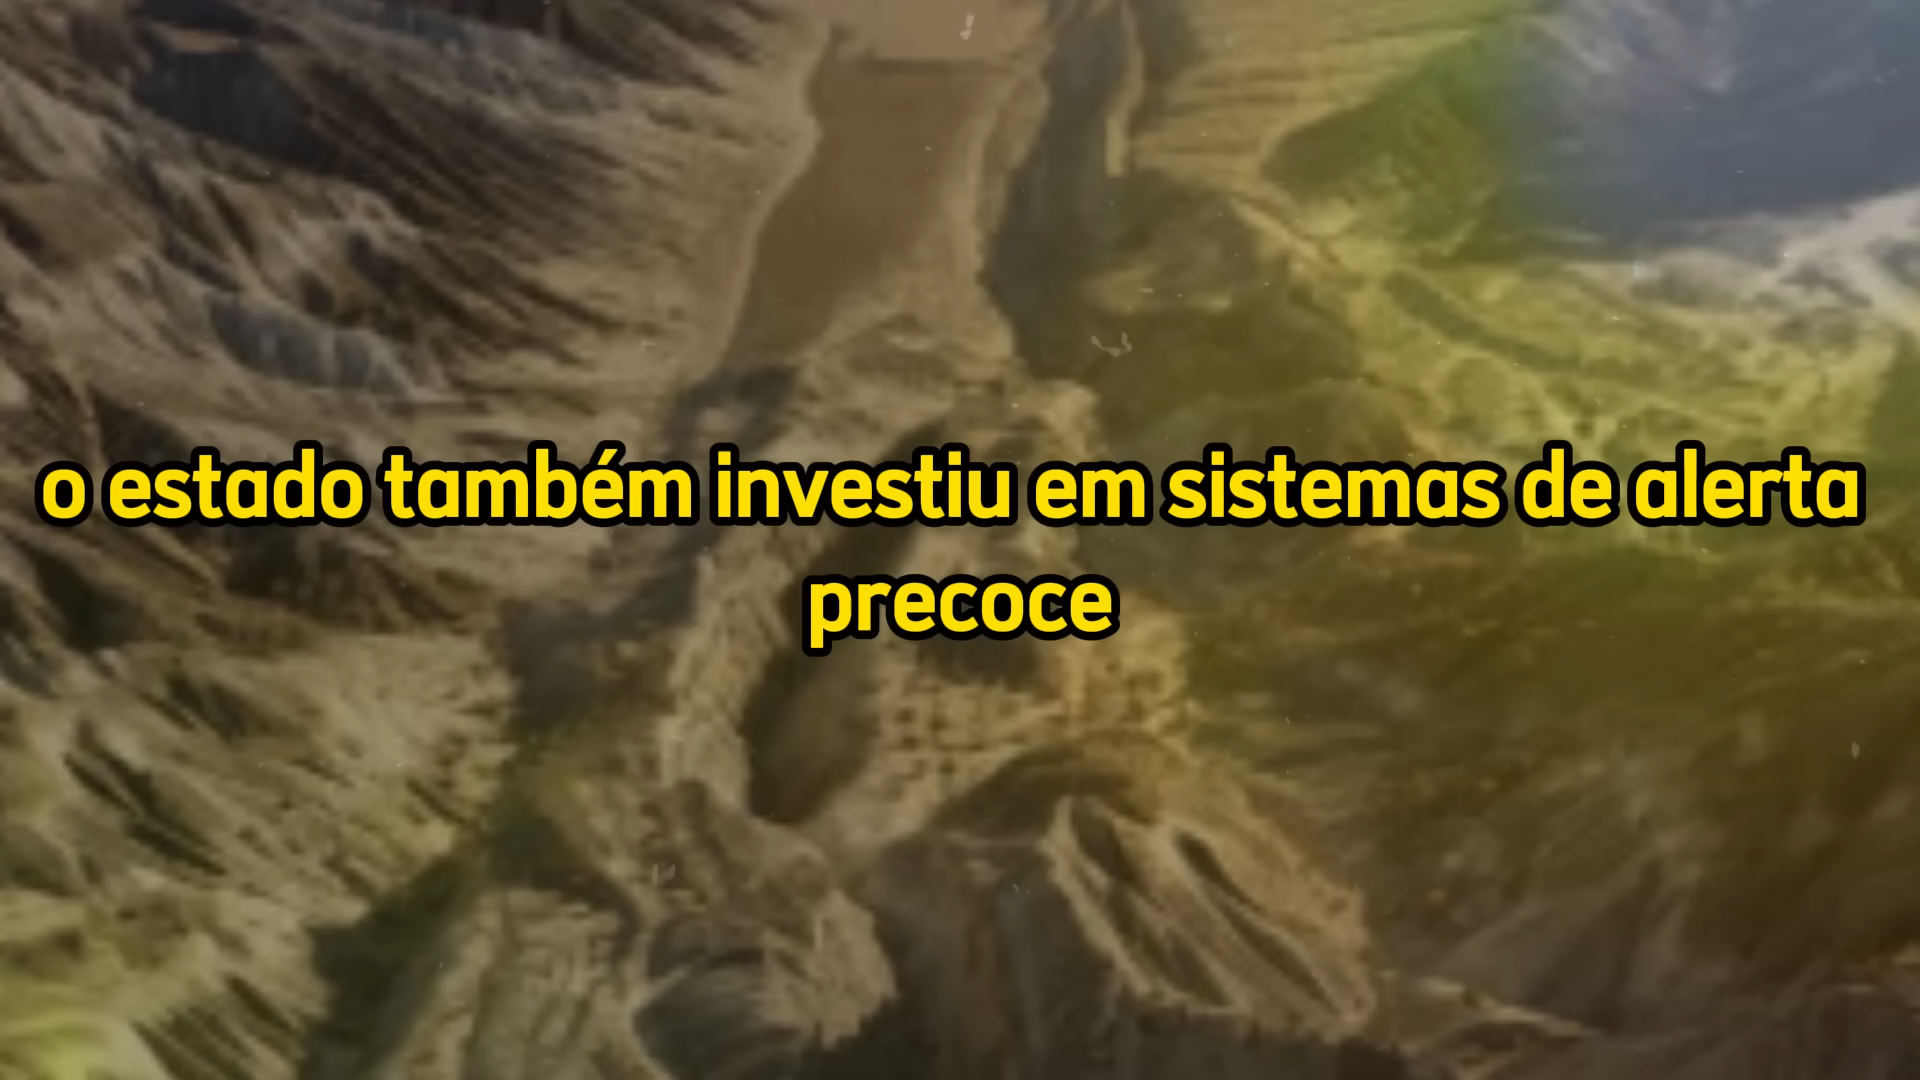 o estado também investiu em sistemas de alerta
precoce